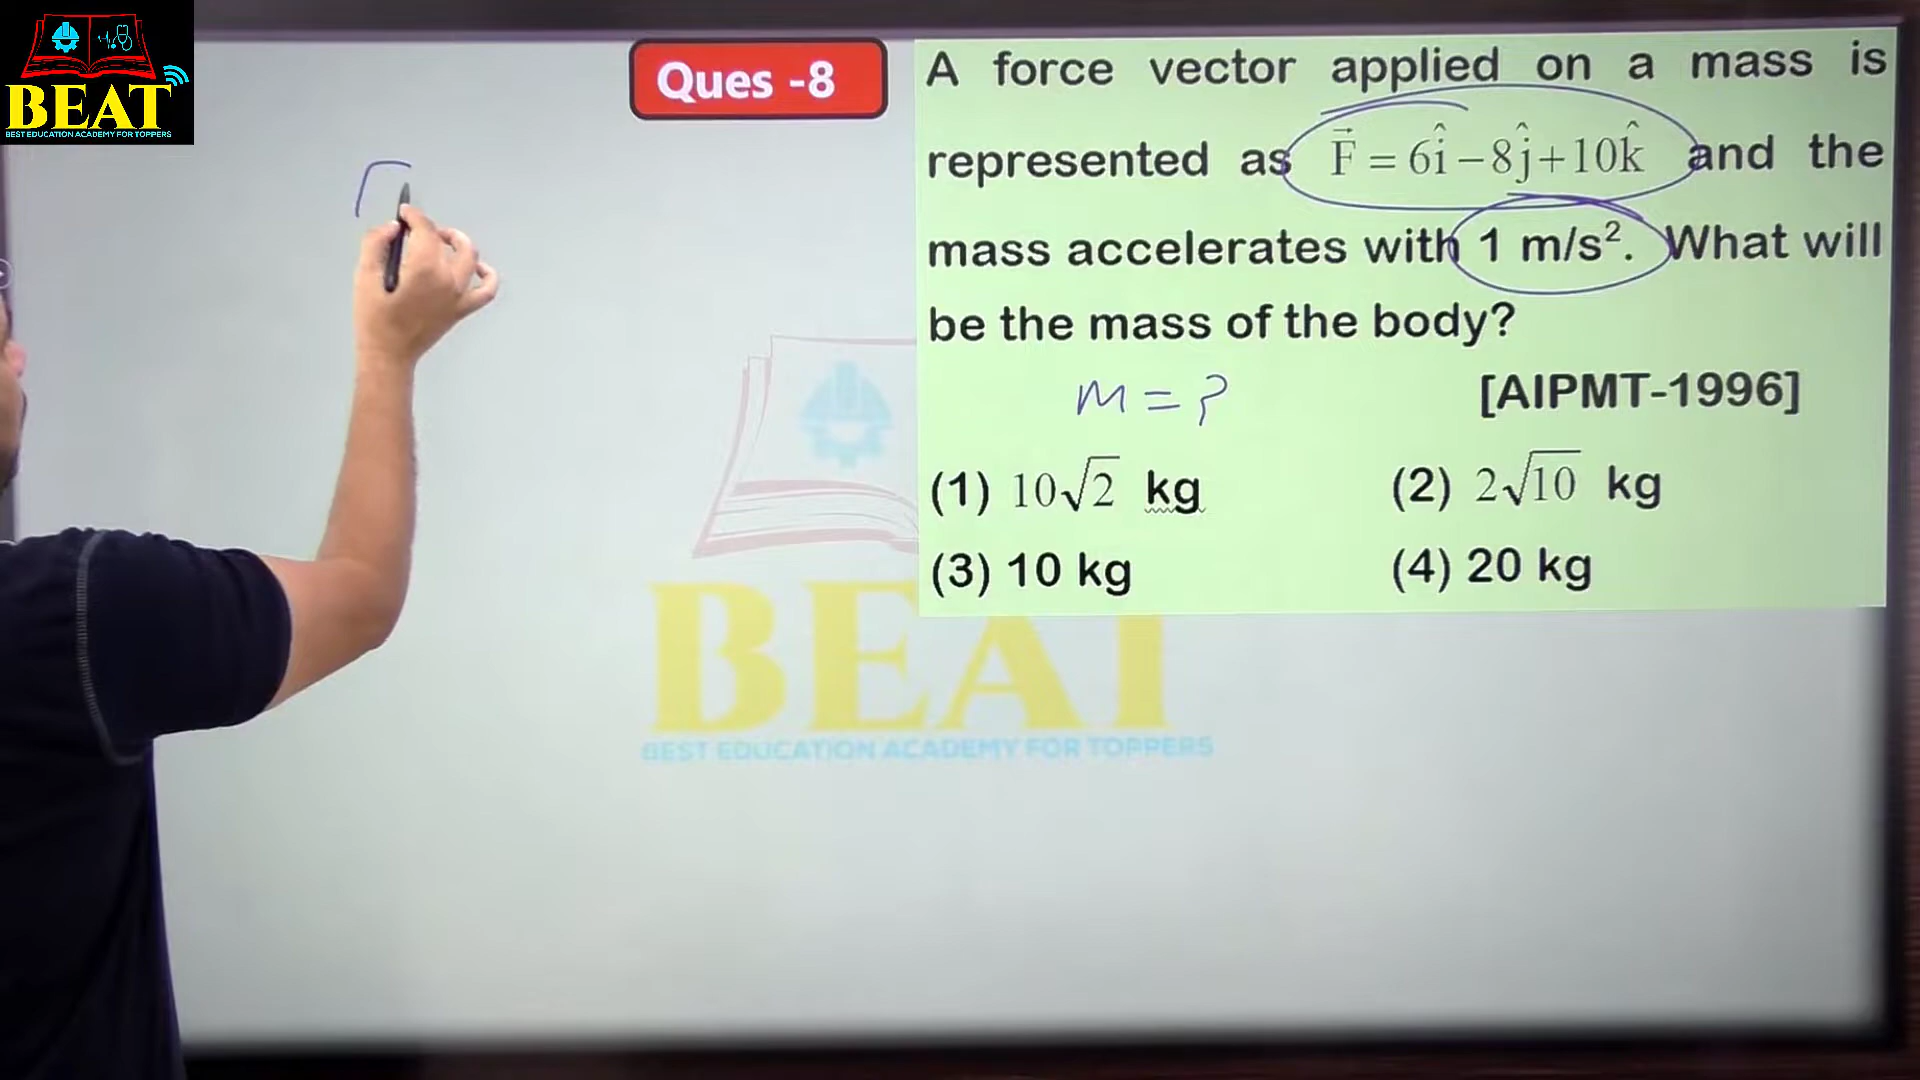 BEAT
BEST EDUCATION ACADEMY FOR TOPPERS
Ques -8
A force vector applied on a mass is
represented as F⃗ = 6î – 8ĵ + 10k̂ and the
mass accelerates with 1 m/s². What will
be the mass of the body?
m = ?
[AIPMT-1996]
(1) 10√2 kg
(2) 2√10 kg
(3) 10 kg
(4) 20 kg
BEAT
BEST EDUCATION ACADEMY FOR TOPPERS